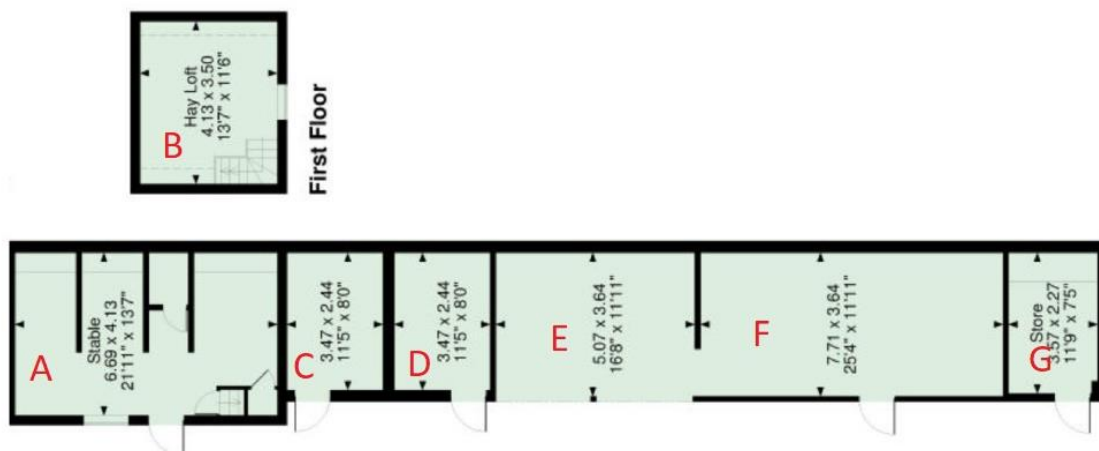 Hay Loft
4.13 x 3.50
13'7" x 11'6"
B
First Floor
A
Stable
6.69 x 4.13
21'11" x 13'7"
C
3.47 x 2.44
11'5" x 8'0"
D
3.47 x 2.44
11'5" x 8'0"
E
5.07 x 3.64
16'8" x 11'11"
F
7.71 x 3.64
25'4" x 11'11"
G
Store
3.57 x 2.27
11'9" x 7'5"